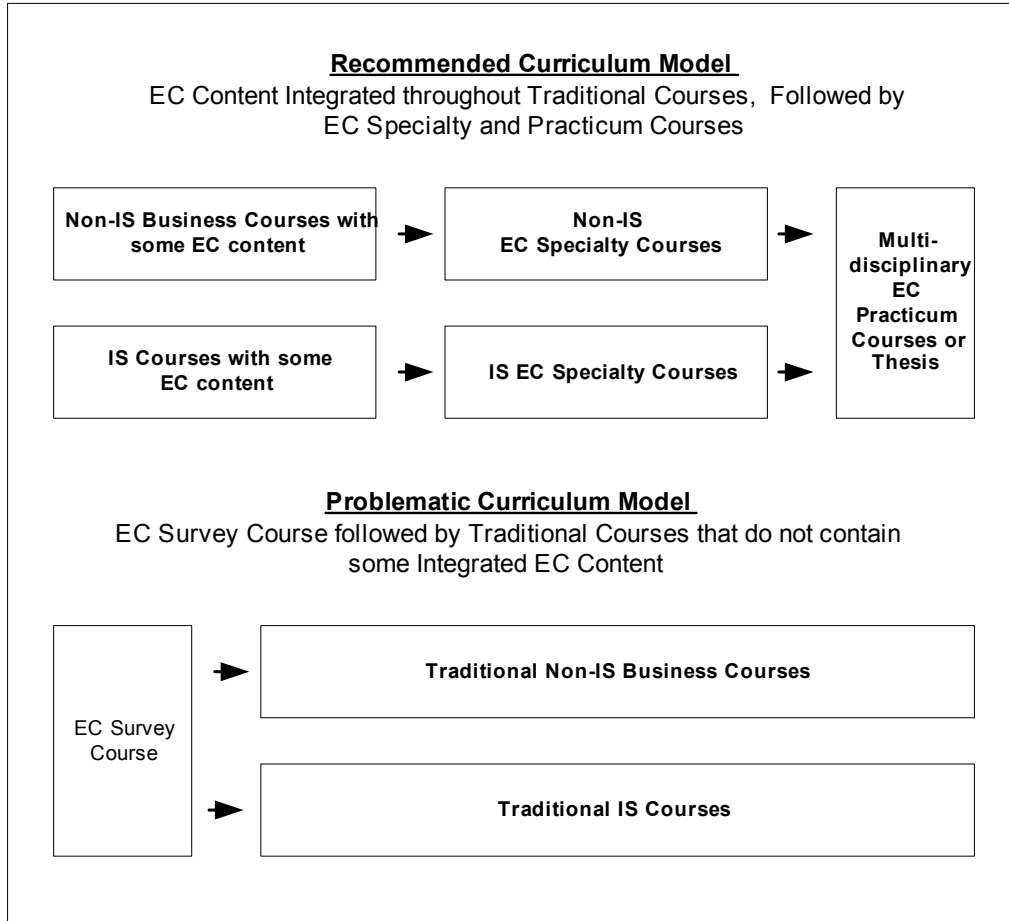 Recommended Curriculum Model
EC Content Integrated throughout Traditional Courses, Followed by
EC Specialty and Practicum Courses
Non-IS Business Courses with
some EC content
Non-IS
EC Specialty Courses
Multi-
disciplinary
EC
Practicum
Courses or
Thesis
IS Courses with some
EC content
IS EC Specialty Courses
Problematic Curriculum Model
EC Survey Course followed by Traditional Courses that do not contain
some Integrated EC Content
EC Survey
Course
Traditional Non-IS Business Courses
Traditional IS Courses